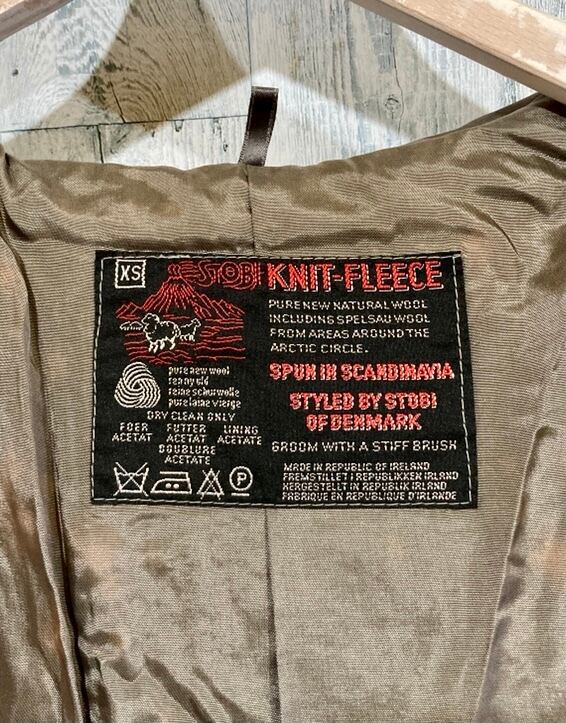 XS
STOBI KNIT-FLEECE
PURE NEW NATURAL WOOL
INCLUDING SPELSAU WOOL
FROM AREAS AROUND THE
ARCTIC CIRCLE.
SPUN IN SCANDINAVIA
STYLED BY STOBI
OF DENMARK
GROOM WITH A STIFF BRUSH
MADE IN REPUBLIC OF IRELAND
FREMSTILLET I REPUBLIKKEN IRLAND
HERGESTELLT IN REPUBLIK IRLAND
FABRIQUE EN REPUBLIQUE D'IRLANDE
pure new wool
ren ny uld
reine schurwolle
pure laine vierge
DRY CLEAN ONLY
FOER FUTTER LINING
ACETAT ACETAT ACETATE
DOUBLURE
ACETATE
P